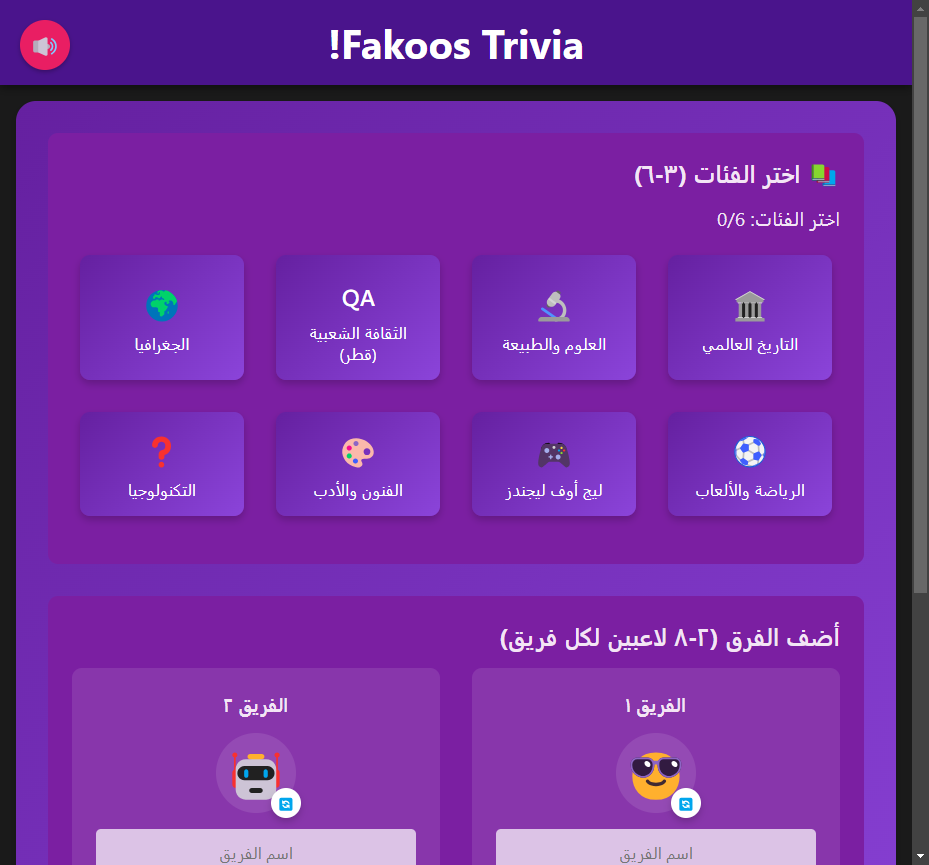 !Fakoos Trivia
اختر الفئات (٣-٦)
اختر الفئات: 0/6
التاريخ العالمي
العلوم والطبيعة
QA
الثقافة الشعبية
(قطر)
الجغرافيا
الرياضة والألعاب
ليج أوف ليجندز
الفنون والأدب
التكنولوجيا
أضف الفرق (٢-٨ لاعبين لكل فريق)
الفريق ١
الفريق ٢
اسم الفريق
اسم الفريق